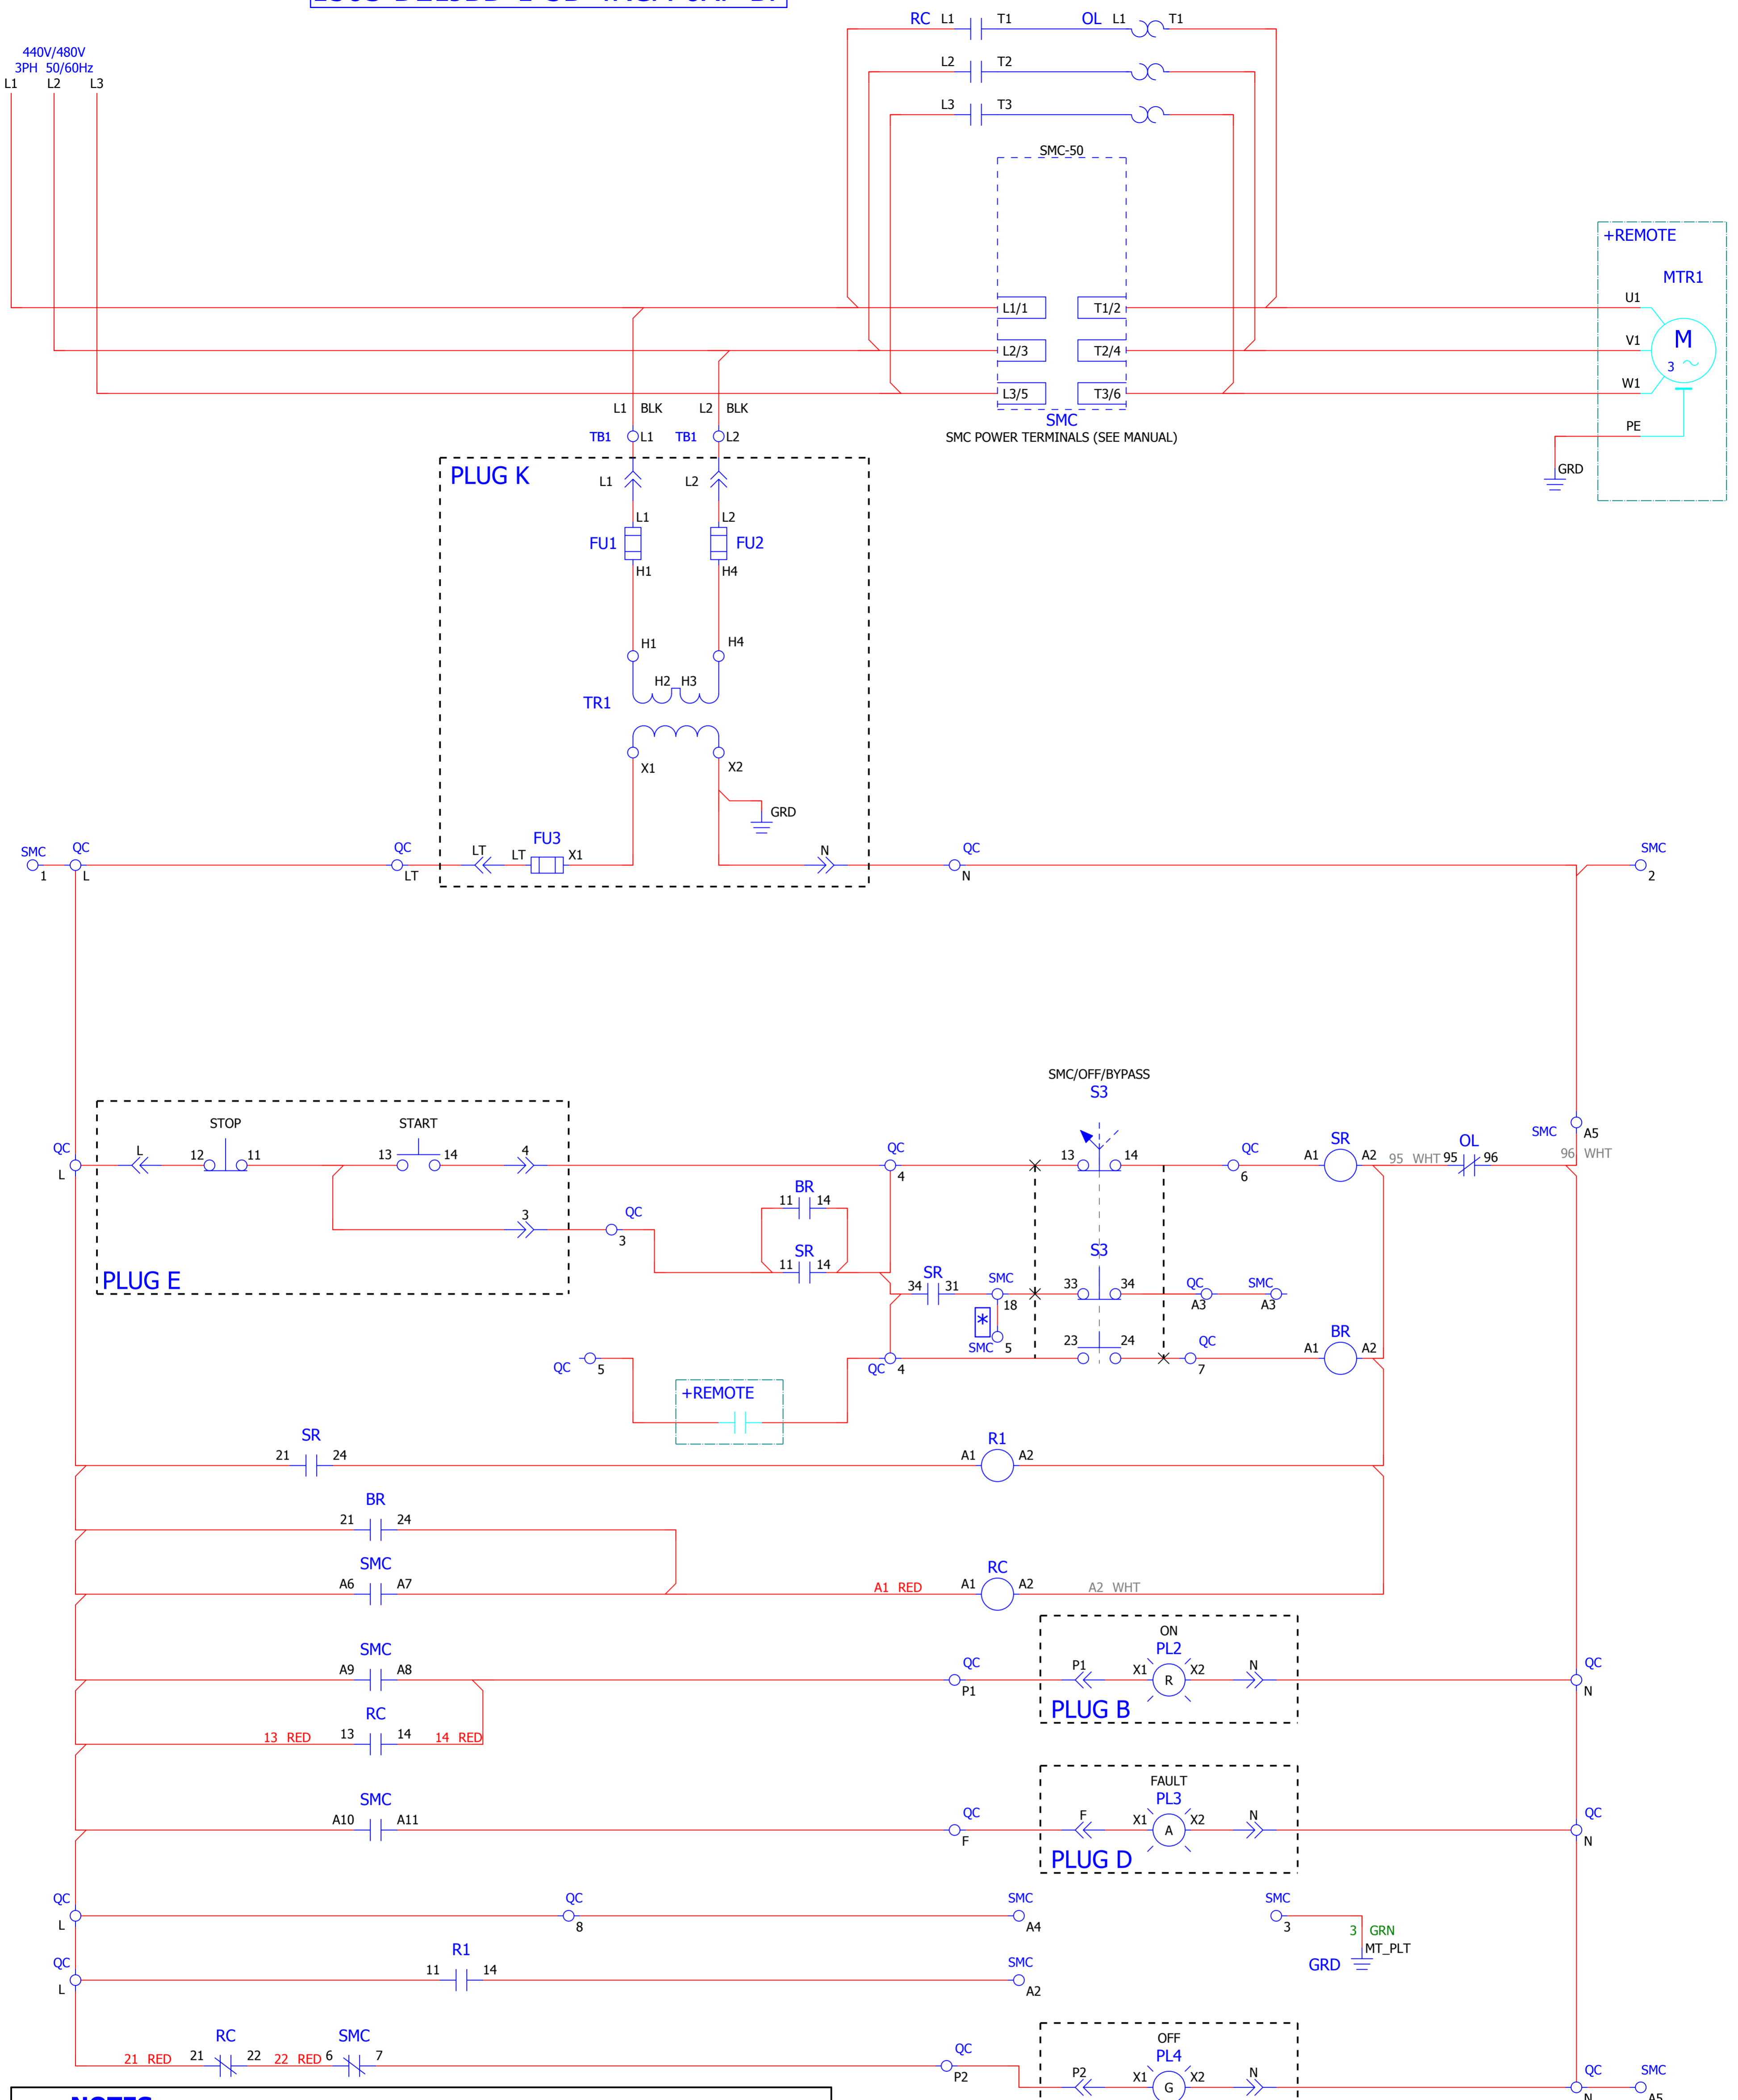 440V/480V
3PH 50/60Hz
L1 L2 L3
RC L1 T1 OL L1 T1
L2 T2
L3 T3
SMC-50
L1/1 T1/2
L2/3 T2/4
L3/5 T3/6
SMC
SMC POWER TERMINALS (SEE MANUAL)
+REMOTE
MTR1
U1
V1
W1
M
3
PE
GRD
L1 BLK L2 BLK
TB1 L1 TB1 L2
PLUG K
L1 L2
L1 L2
FU1 FU2
H1 H4
H1 H4
H2 H3
TR1
X1 X2
GRD
SMC QC QC LT LT FU3 X1 N QC SMC
1 L LT N 2
SMC/OFF/BYPASS
S3
STOP START
QC L 12 11 13 14 4 QC 13 14 QC SR OL SMC A5
L 4 6 A1 A2 95 WHT 95 96 96 WHT
BR
11 14
3 QC
3
SR
11 14
S3
PLUG E
SR
34 31 SMC 33 34 QC SMC
18 A3 A3
*
SMC 5 23 24 QC BR
QC 5 QC 4 7 A1 A2
+REMOTE
SR R1
21 24 A1 A2
BR
21 24
SMC RC
A6 A7 A1 RED A1 A2 A2 WHT
ON
SMC PL2
A9 A8 QC P1 X1 X2 N QC
P1 R N
PLUG B
RC
13 RED 13 14 14 RED
FAULT
SMC PL3
A10 A11 QC F X1 X2 N QC
F A N
PLUG D
QC QC SMC SMC
L 8 A4 3
3 GRN
MT_PLT
GRD
R1
QC 11 14 SMC
L A2
RC SMC
21 RED 21 22 22 RED 6 7 QC
P2
OFF
PL4
P2 X1 X2 N QC SMC
G N A5
NOTES